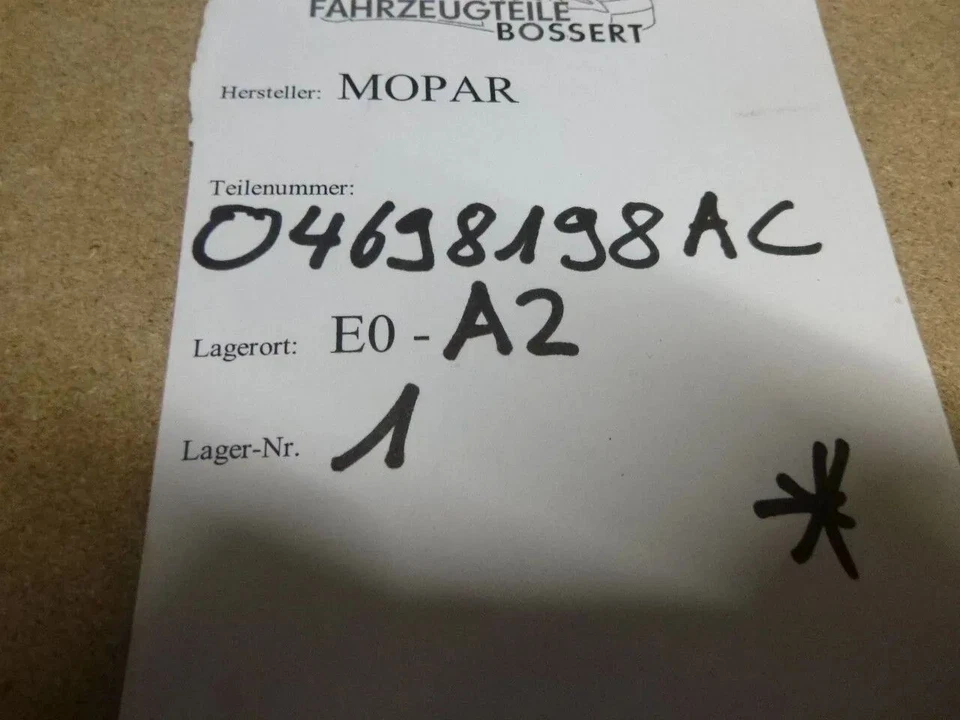 FAHRZEUGTEILE
BOSSERT
Hersteller: MOPAR
Teilenummer:
04698198AC
Lagerort: E0 - A2
Lager-Nr. 1
*